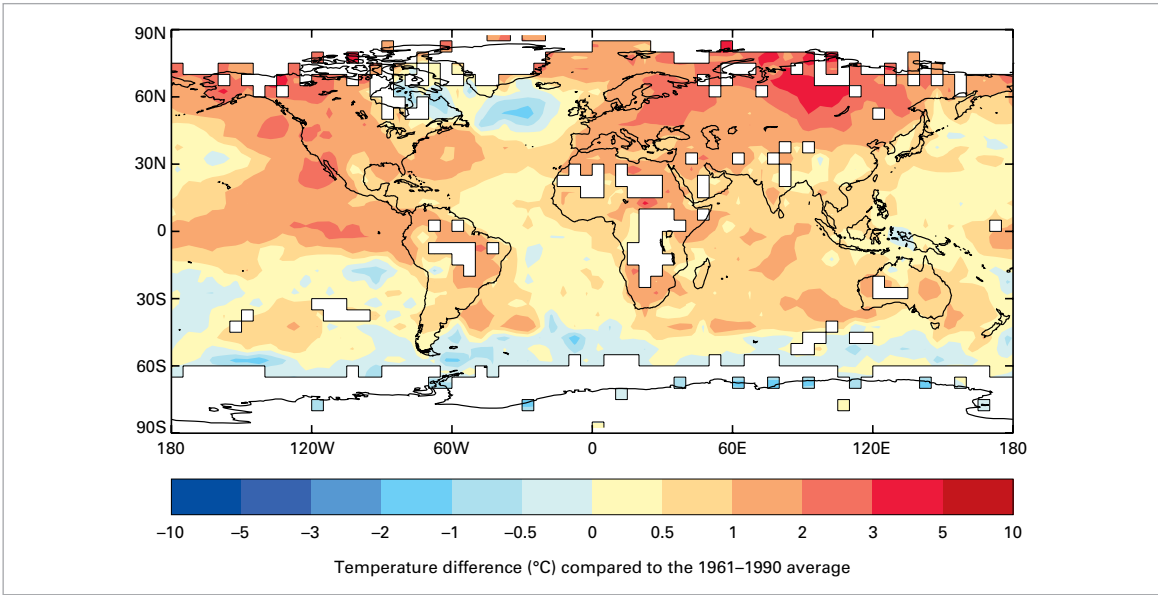 90N
60N
30N
0
30S
60S
90S
180 120W 60W 0 60E 120E 180
–10 –5 –3 –2 –1 –0.5 0 0.5 1 2 3 5 10
Temperature difference (°C) compared to the 1961–1990 average